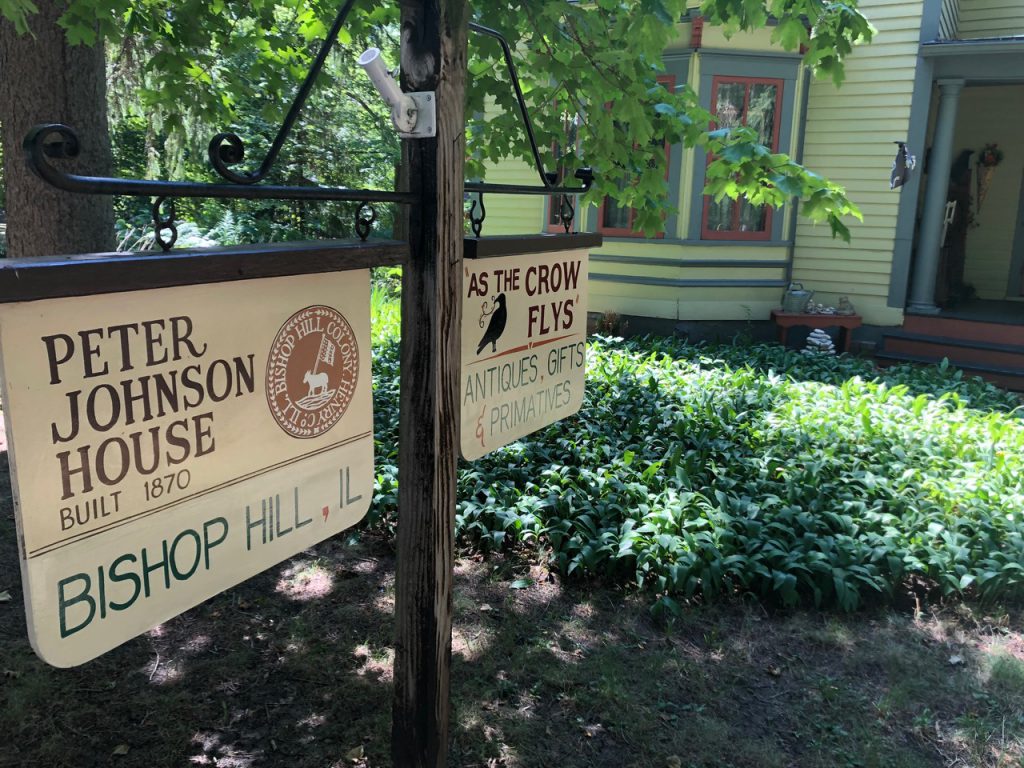 PETER
JOHNSON
HOUSE
BUILT 1870
BISHOP HILL COLONY HENRY CO. ILL.
BISHOP HILL, IL
"AS THE CROW
FLYS"
ANTIQUES, GIFTS
& PRIMATIVES